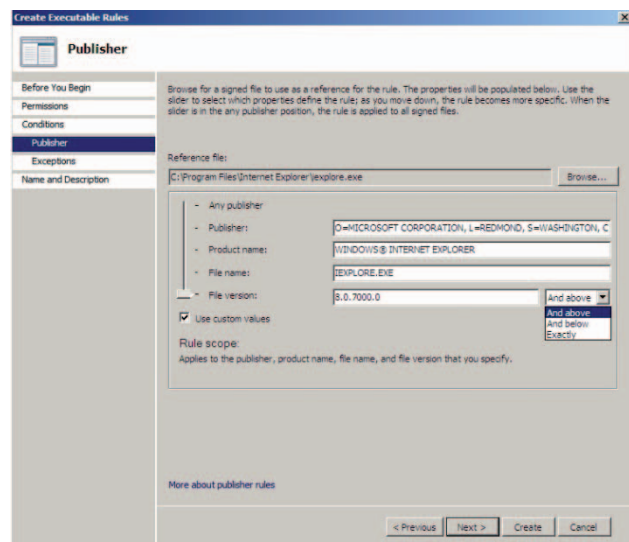 Create Executable Rules
Publisher
Before You Begin
Permissions
Conditions
Publisher
Exceptions
Name and Description
Browse for a signed file to use as a reference for the rule. The properties will be populated below. Use the
slider to select which properties define the rule; as you move down, the rule becomes more specific. When the
slider is in the any publisher position, the rule is applied to all signed files.
Reference file:
C:\Program Files\Internet Explorer\iexplore.exe
Browse...
Any publisher
Publisher:
O=MICROSOFT CORPORATION, L=REDMOND, S=WASHINGTON, C
Product name:
WINDOWS® INTERNET EXPLORER
File name:
IEXPLORE.EXE
File version:
8.0.7000.0
And above
And above
And below
Exactly
Use custom values
Rule scope:
Applies to the publisher, product name, file name, and file version that you specify.
More about publisher rules
< Previous
Next >
Create
Cancel